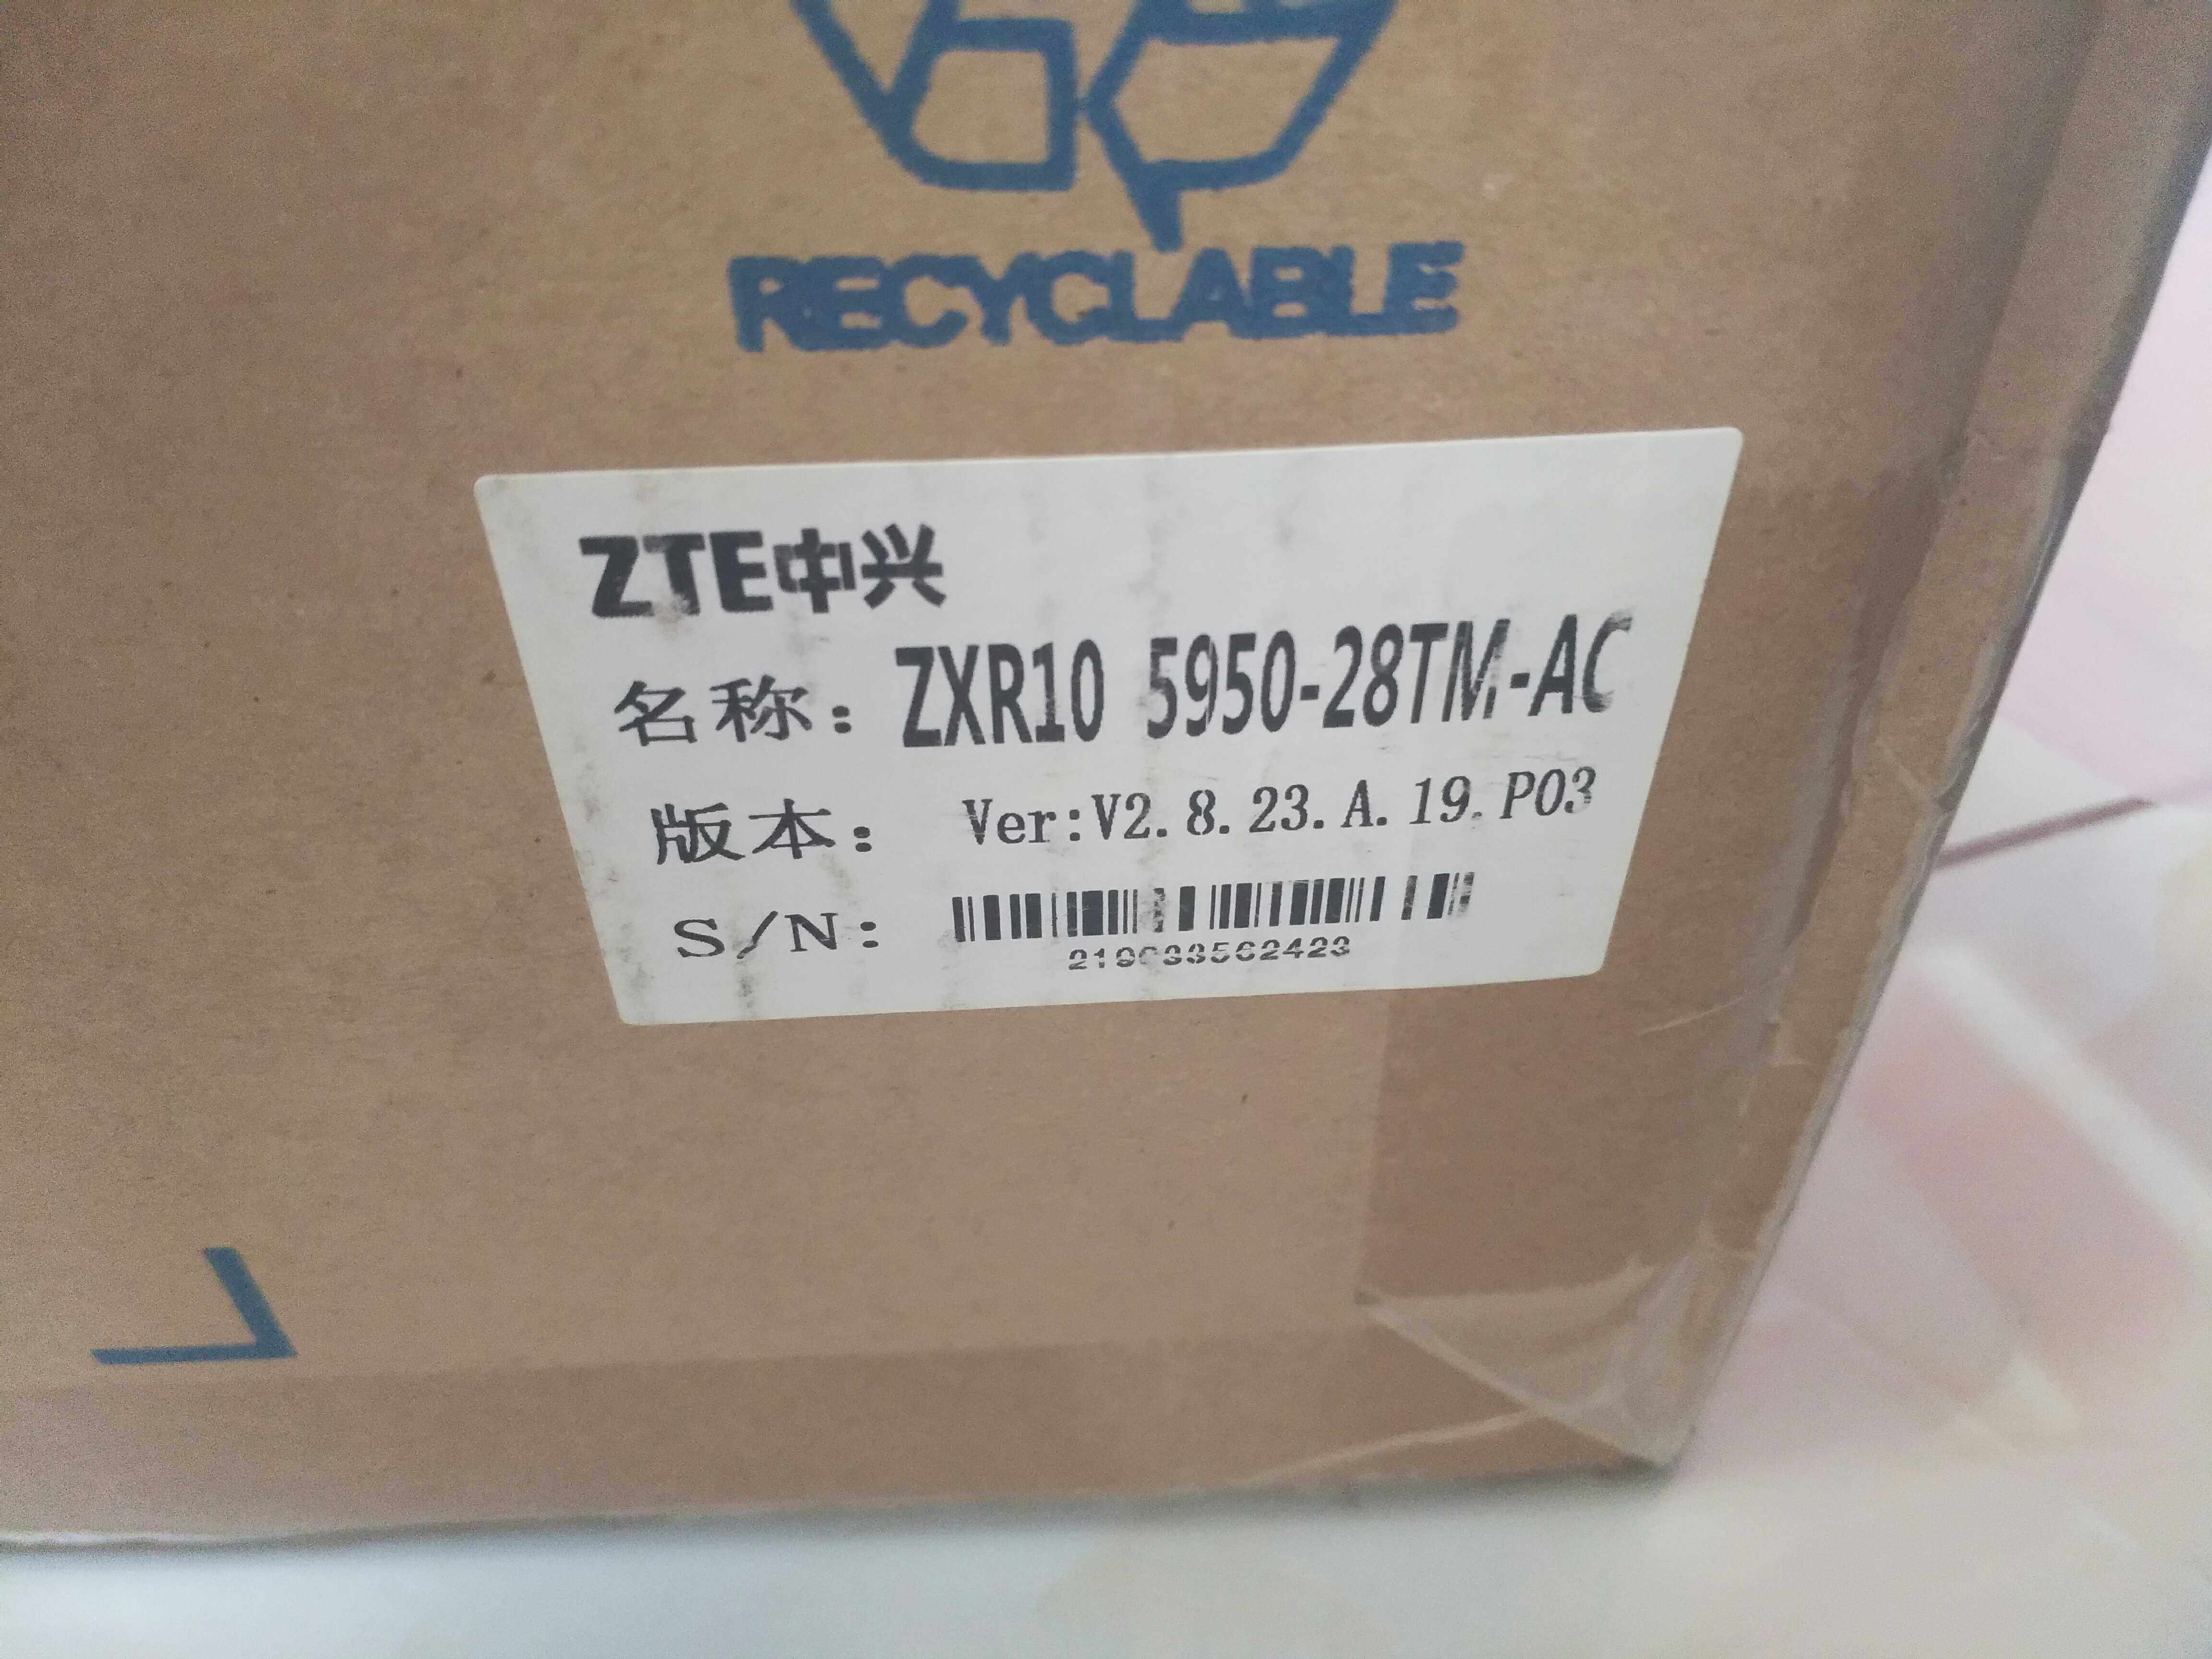 RECYCLABLE
ZTE中兴
名称: ZXR10 5950-28TM-AC
版本: Ver:V2.8.23.A.19.P03
S/N: